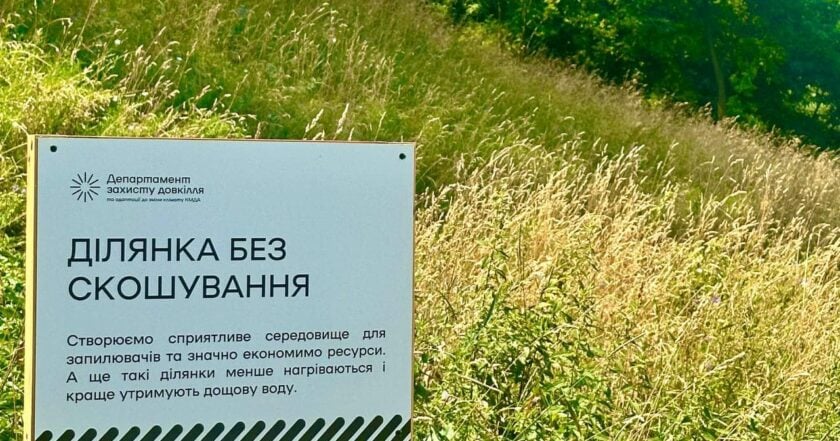 Департамент
захисту довкілля
та адаптації до зміни клімату КМДА
ДІЛЯНКА БЕЗ
СКОШУВАННЯ
Створюємо сприятливе середовище для
запилювачів та значно економимо ресурси.
А ще такі ділянки менше нагріваються і
краще утримують дощову воду.